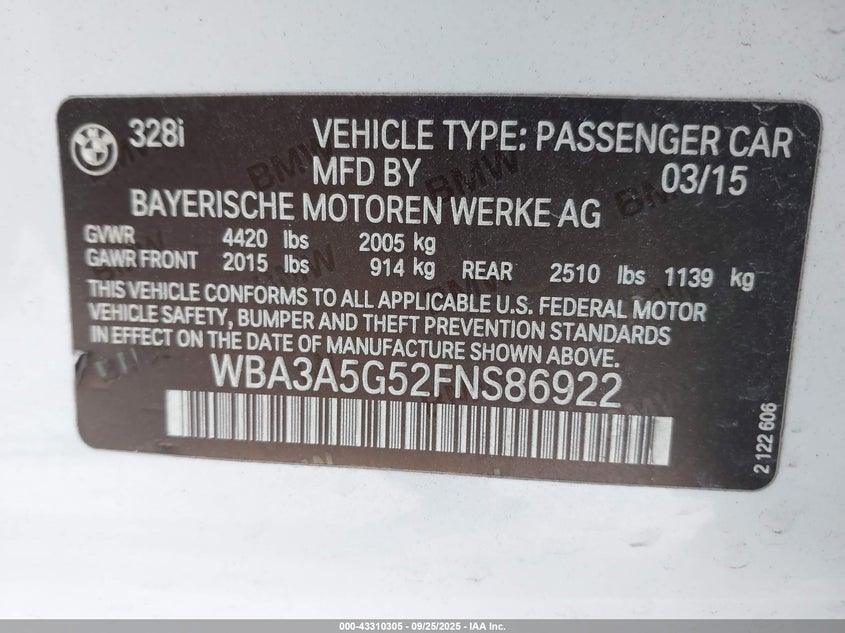 328i VEHICLE TYPE: PASSENGER CAR
MFD BY 03/15
BAYERISCHE MOTOREN WERKE AG
GVWR 4420 lbs 2005 kg
GAWR FRONT 2015 lbs 914 kg REAR 2510 lbs 1139 kg
THIS VEHICLE CONFORMS TO ALL APPLICABLE U.S. FEDERAL MOTOR
VEHICLE SAFETY, BUMPER AND THEFT PREVENTION STANDARDS
IN EFFECT ON THE DATE OF MANUFACTURE SHOWN ABOVE.
WBA3A5G52FNS86922
2 122 606
000-43310305 - 09/25/2025 - IAA Inc.